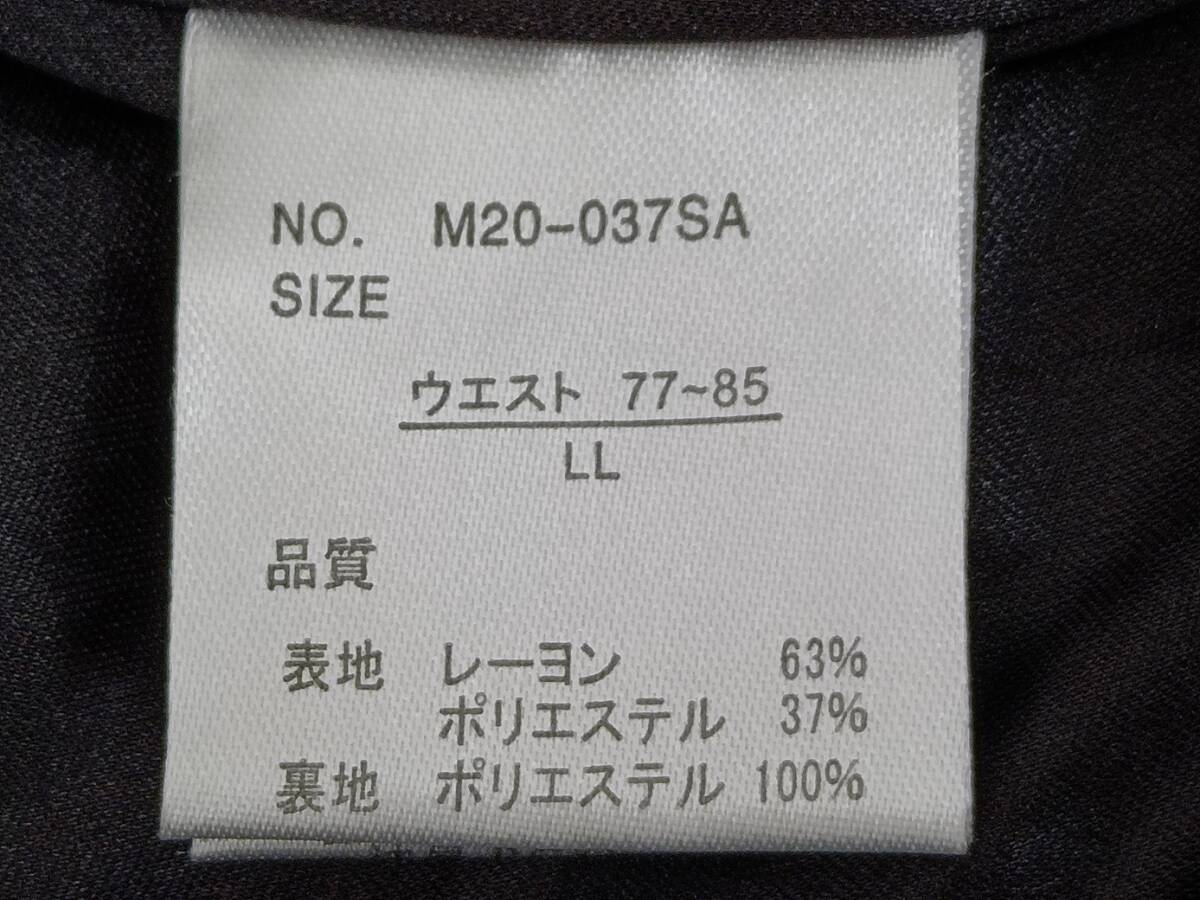 NO. M20-037SA
SIZE
ウエスト 77~85
LL
品質
表地 レーヨン 63%
ポリエステル 37%
裏地 ポリエステル 100%